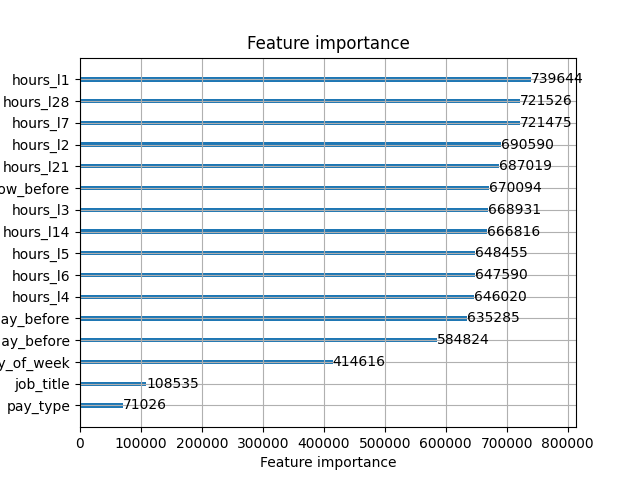 Feature importance
hours_l1 739644
hours_l28 721526
hours_l7 721475
hours_l2 690590
hours_l21 687019
ow_before 670094
hours_l3 668931
hours_l14 666816
hours_l5 648455
hours_l6 647590
hours_l4 646020
ay_before 635285
ay_before 584824
y_of_week 414616
job_title 108535
pay_type 71026
0 100000 200000 300000 400000 500000 600000 700000 800000
Feature importance